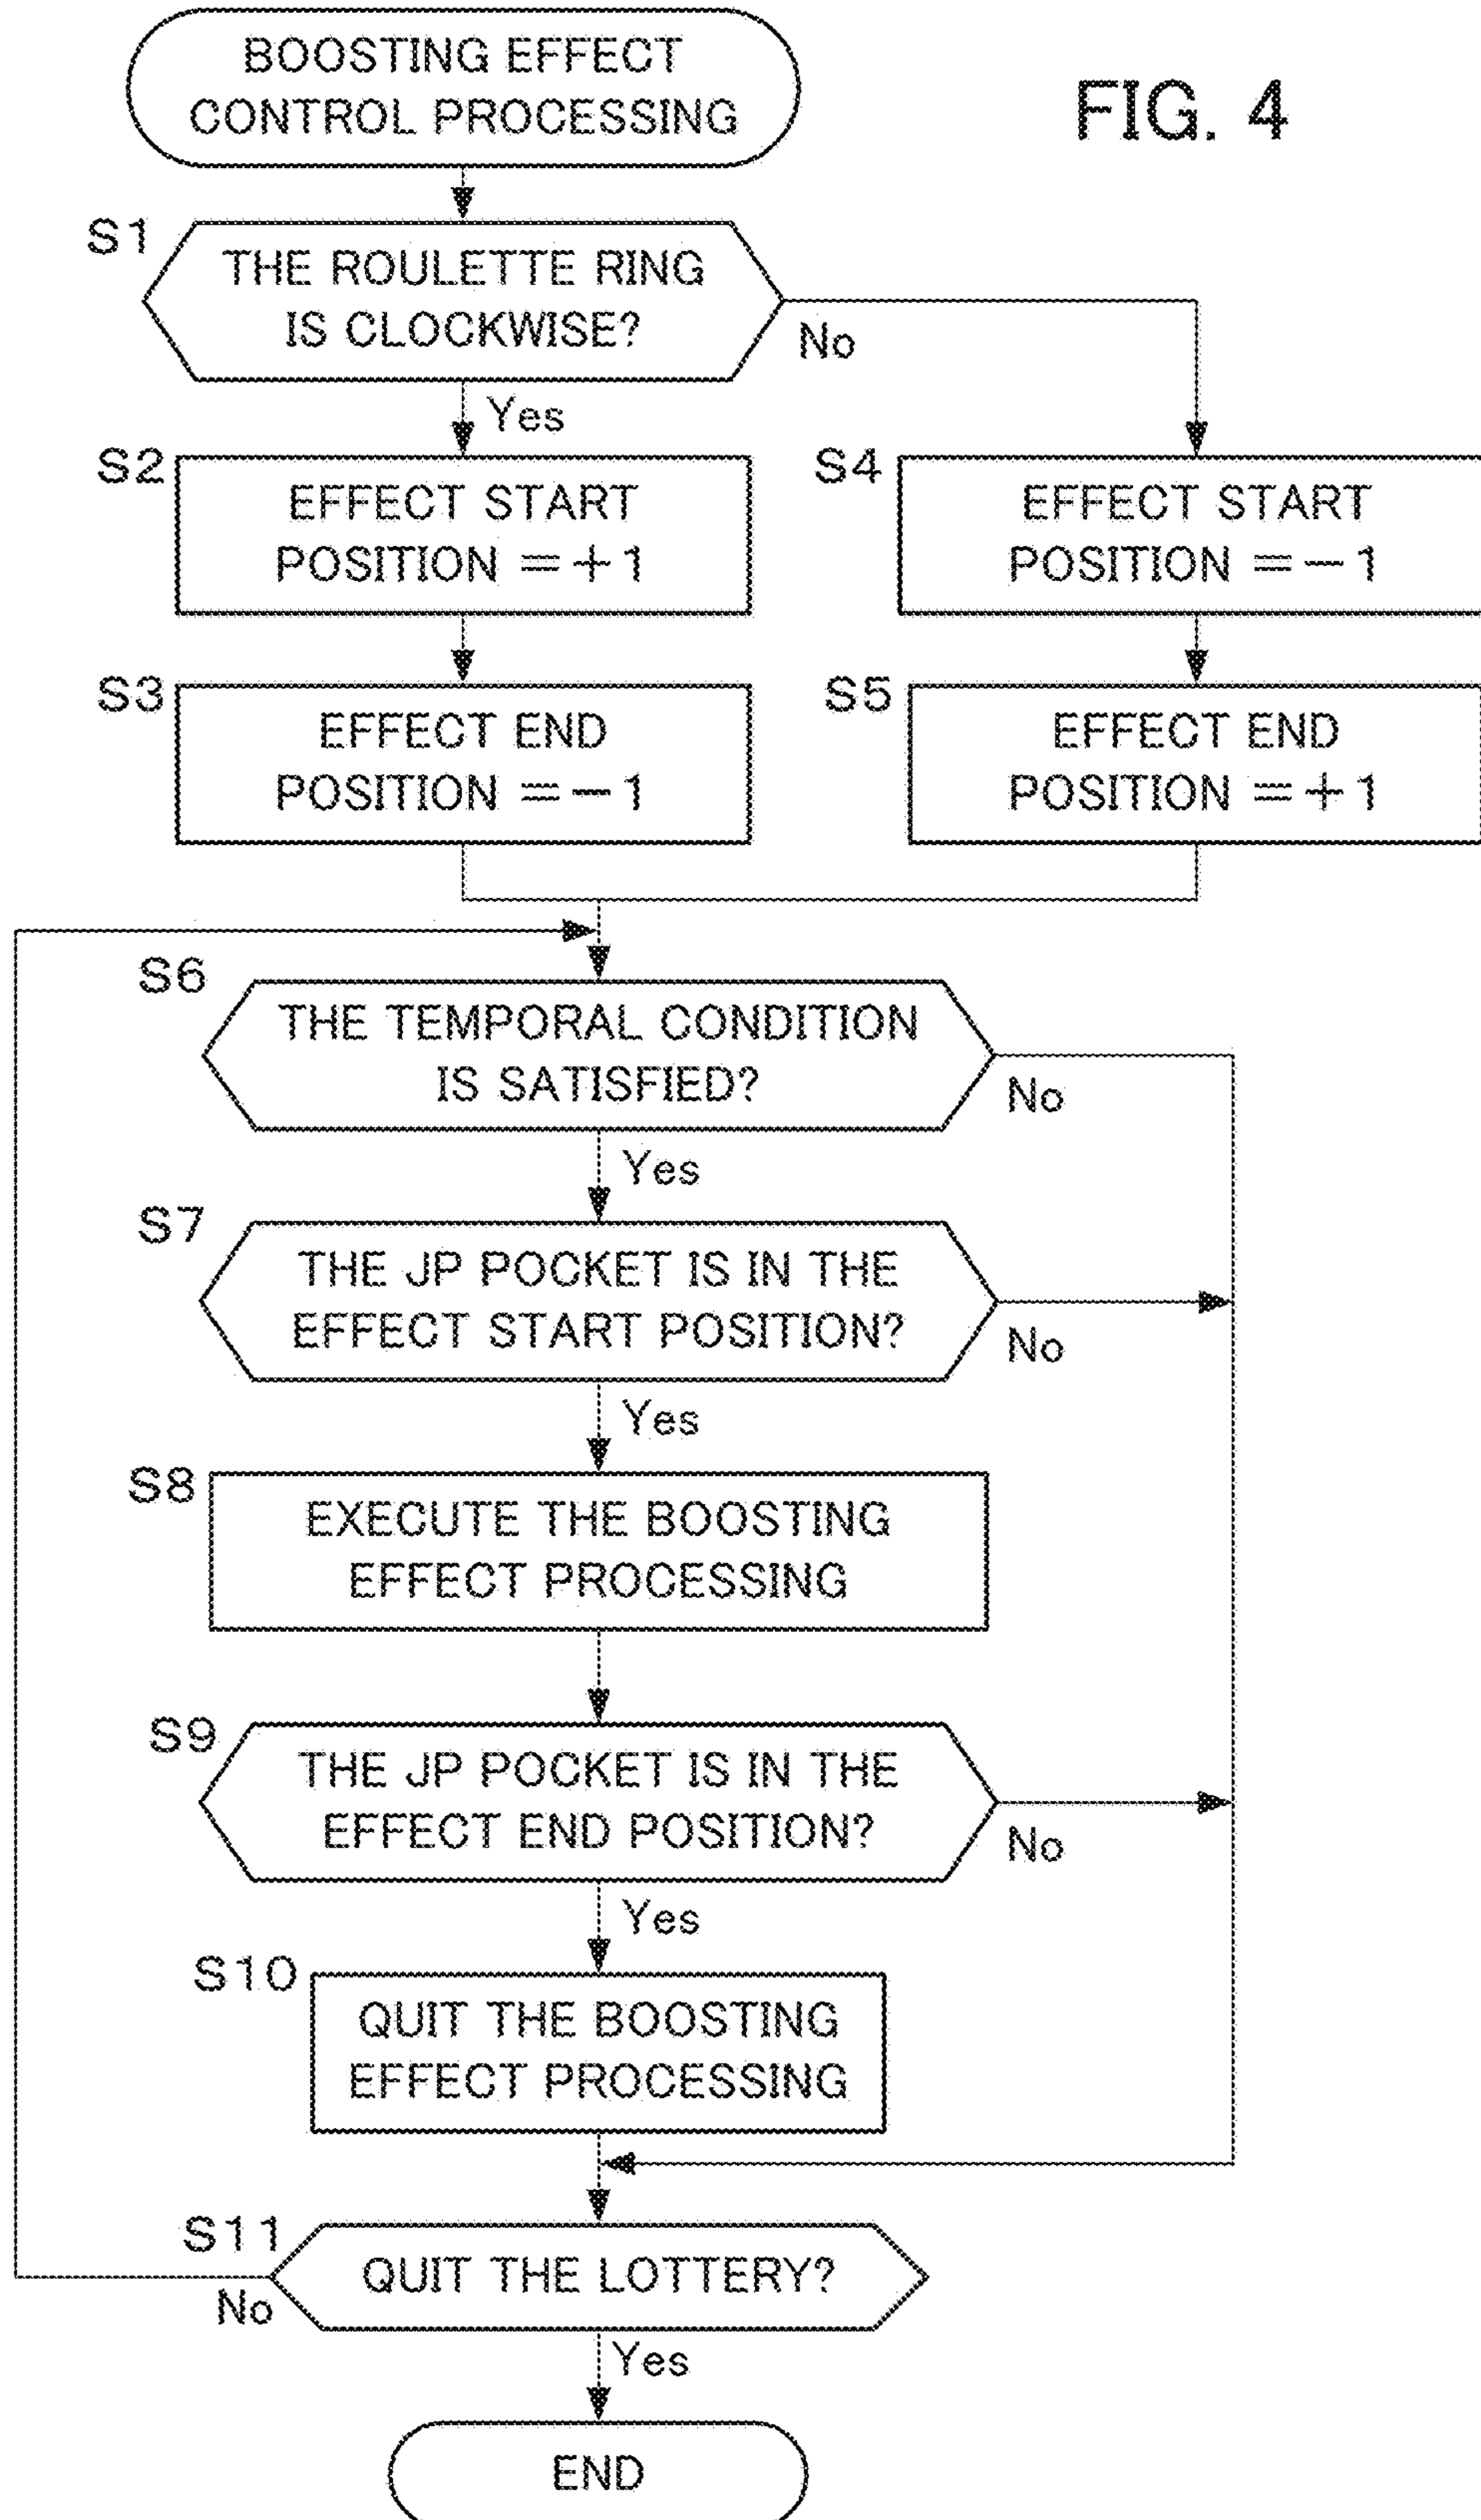 BOOSTING EFFECT
CONTROL PROCESSING
FIG. 4
S1
THE ROULETTE RING
IS CLOCKWISE?
No
Yes
S2
EFFECT START
POSITION =+1
S4
EFFECT START
POSITION =-1
S3
EFFECT END
POSITION =-1
S5
EFFECT END
POSITION =+1
S6
THE TEMPORAL CONDITION
IS SATISFIED?
No
Yes
S7
THE JP POCKET IS IN THE
EFFECT START POSITION?
No
Yes
S8
EXECUTE THE BOOSTING
EFFECT PROCESSING
S9
THE JP POCKET IS IN THE
EFFECT END POSITION?
No
Yes
S10
QUIT THE BOOSTING
EFFECT PROCESSING
S11
QUIT THE LOTTERY?
No
Yes
END